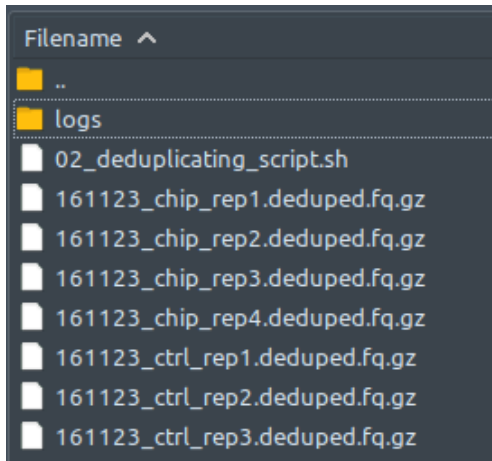 Filename
..
logs
02_deduplicating_script.sh
161123_chip_rep1.deduped.fq.gz
161123_chip_rep2.deduped.fq.gz
161123_chip_rep3.deduped.fq.gz
161123_chip_rep4.deduped.fq.gz
161123_ctrl_rep1.deduped.fq.gz
161123_ctrl_rep2.deduped.fq.gz
161123_ctrl_rep3.deduped.fq.gz